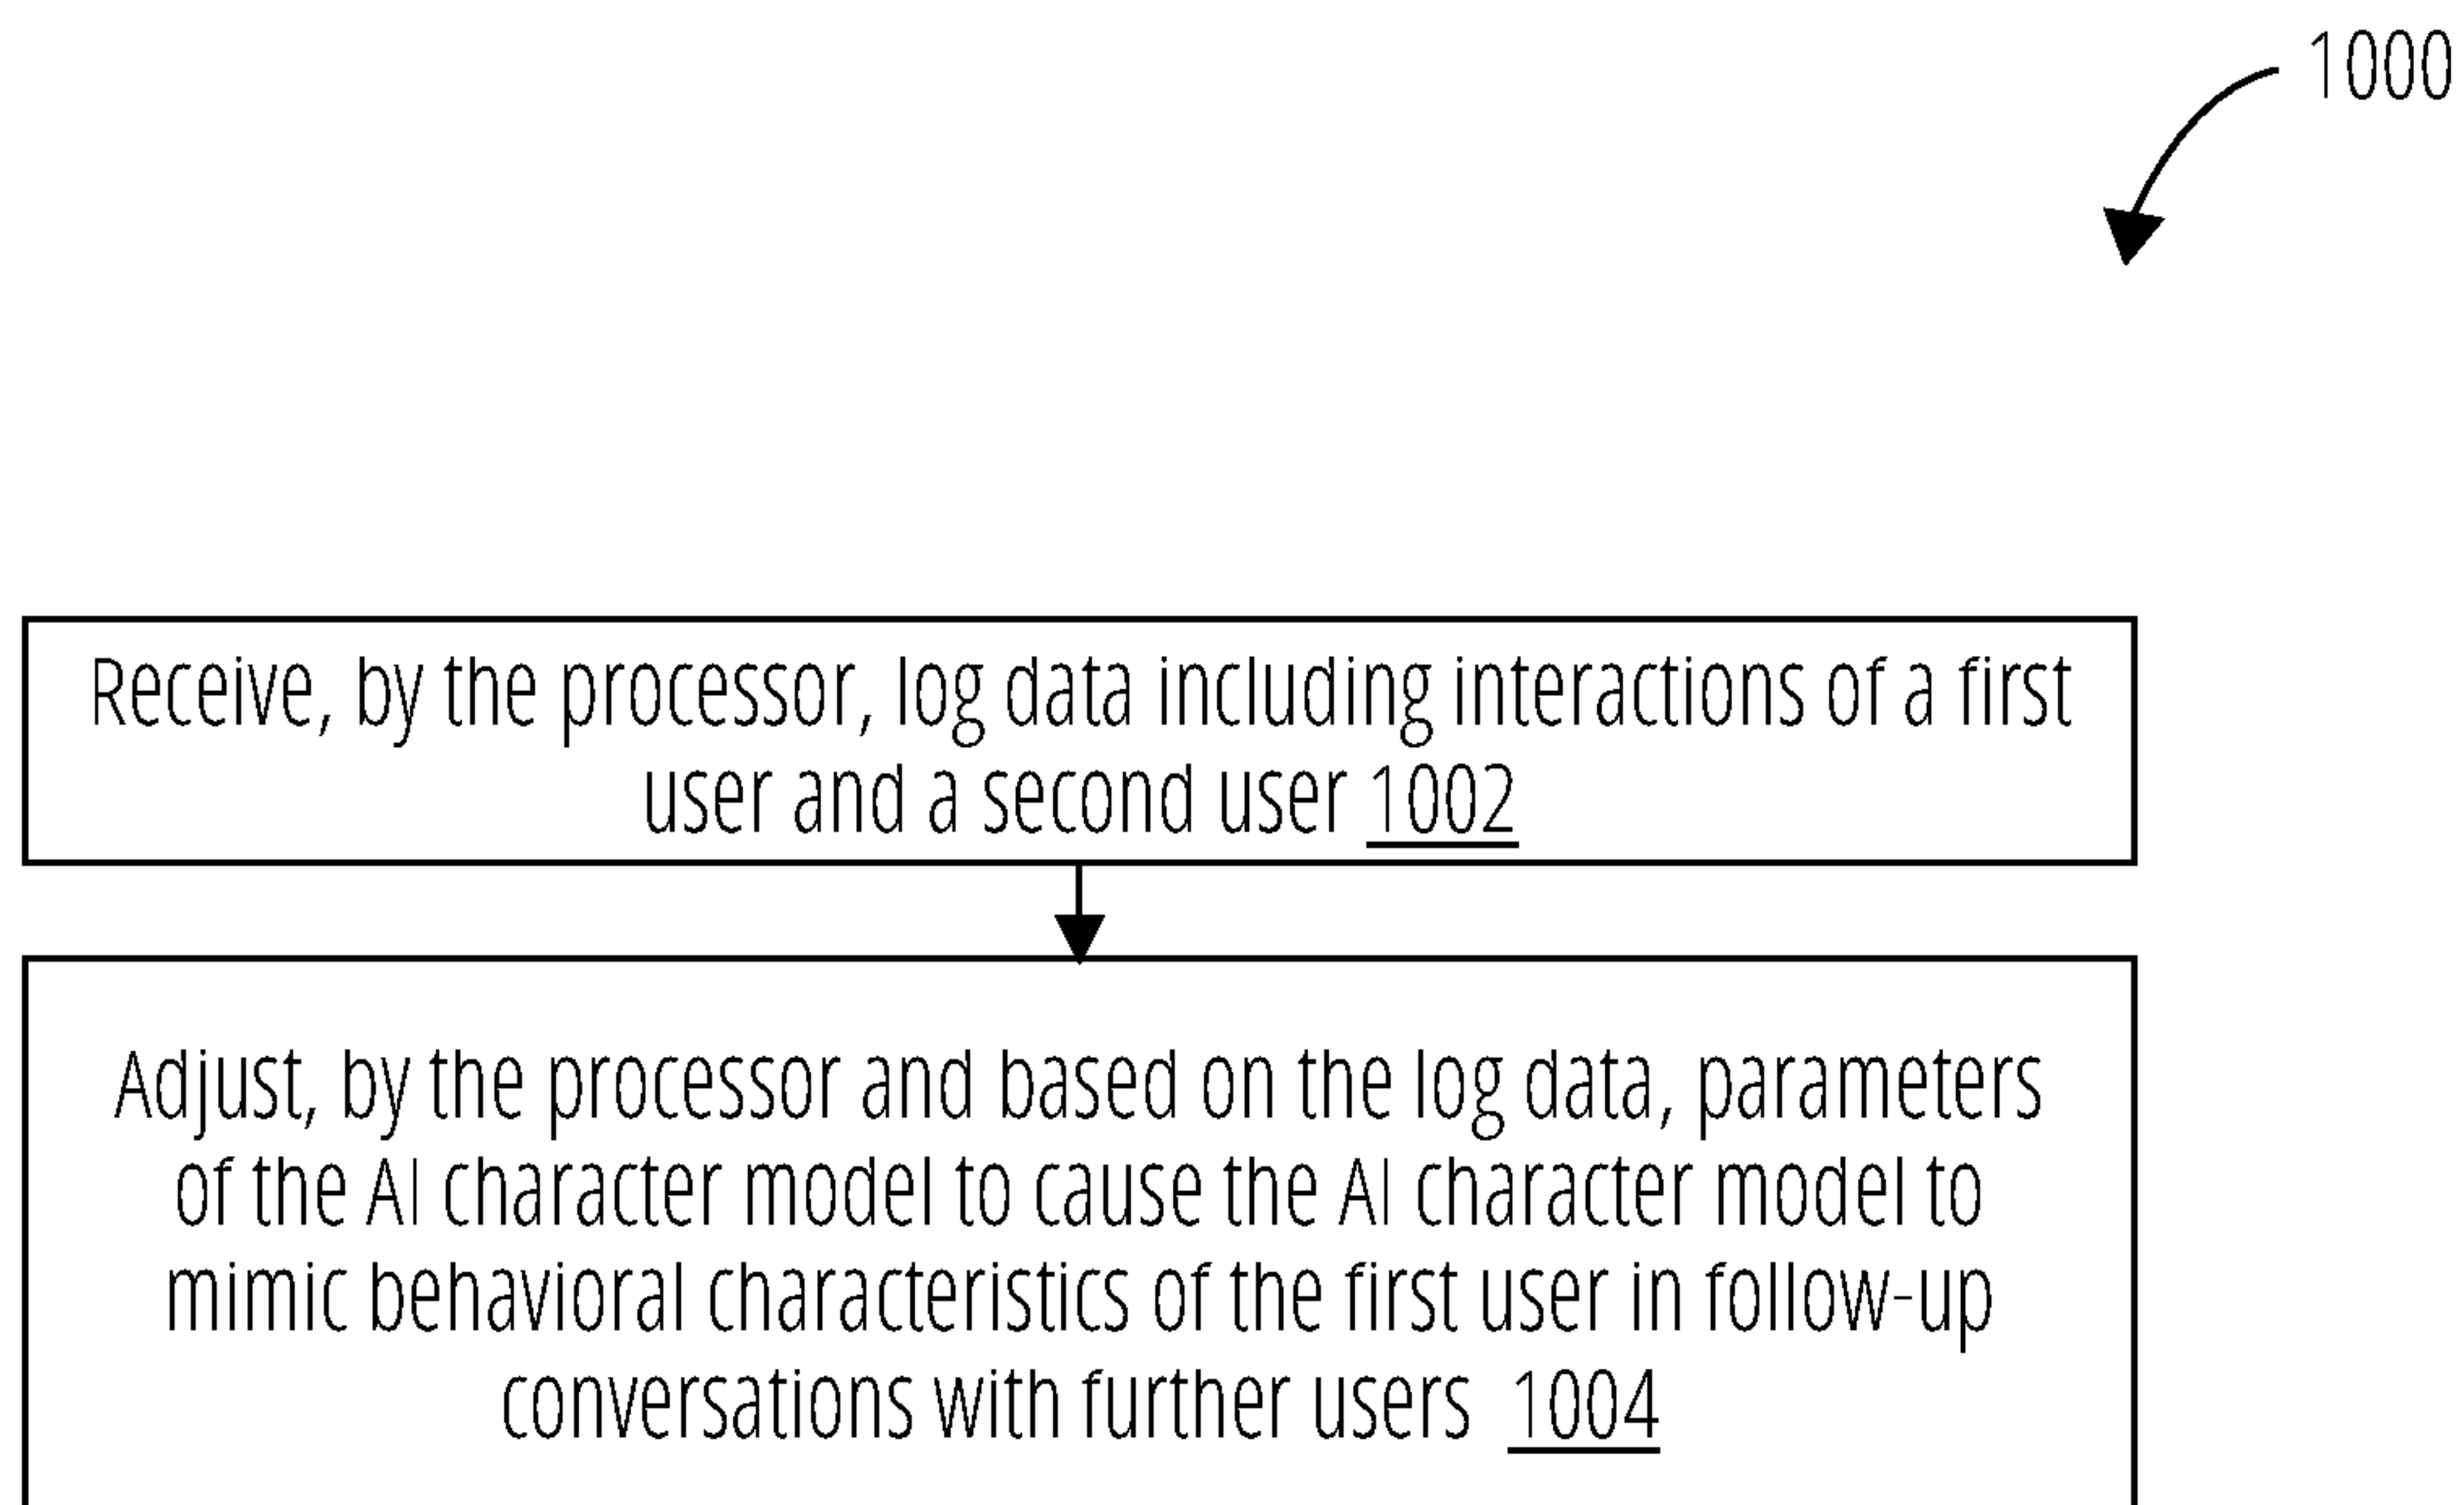 1000
Receive, by the processor, log data including interactions of a first
user and a second user 1002
Adjust, by the processor and based on the log data, parameters
of the AI character model to cause the AI character model to
mimic behavioral characteristics of the first user in follow-up
conversations with further users 1004